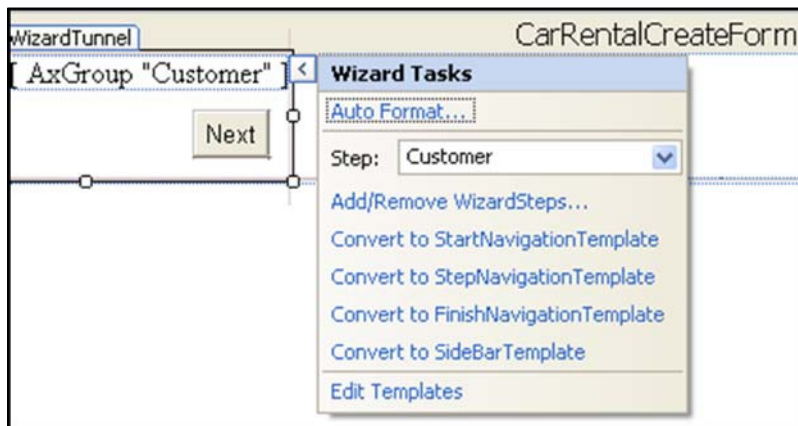 WizardTunnel
CarRentalCreateForm
[ AxGroup "Customer" ]
<
Wizard Tasks
Auto Format...
Next
Step: Customer
Add/Remove WizardSteps...
Convert to StartNavigationTemplate
Convert to StepNavigationTemplate
Convert to FinishNavigationTemplate
Convert to SideBarTemplate
Edit Templates